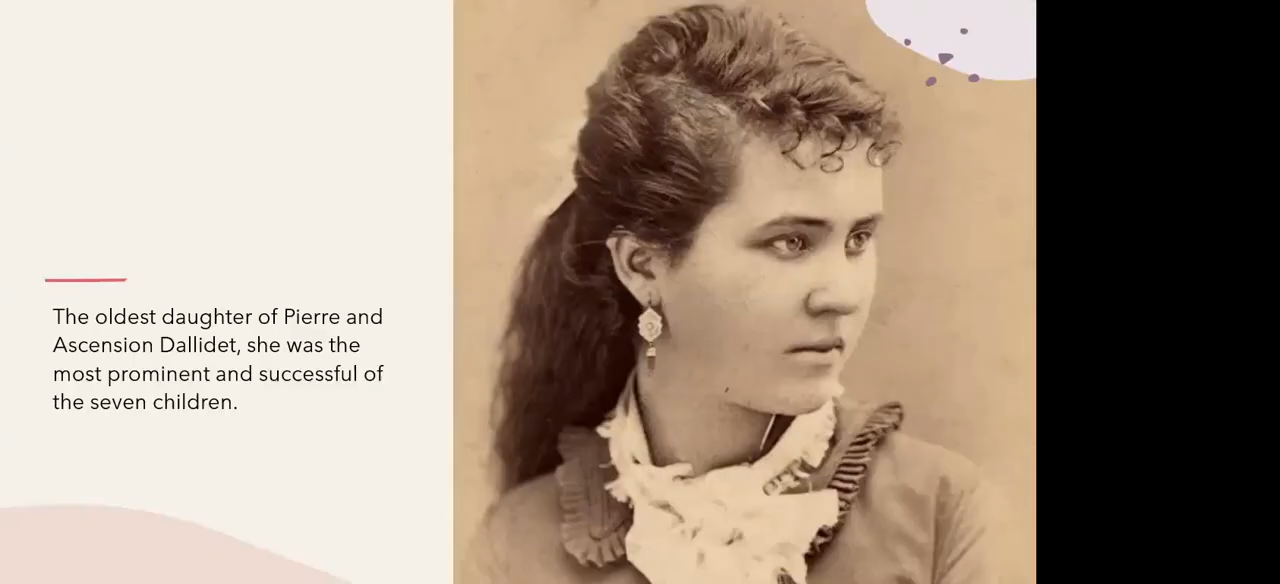 The oldest daughter of Pierre and
Ascension Dallidet, she was the
most prominent and successful of
the seven children.